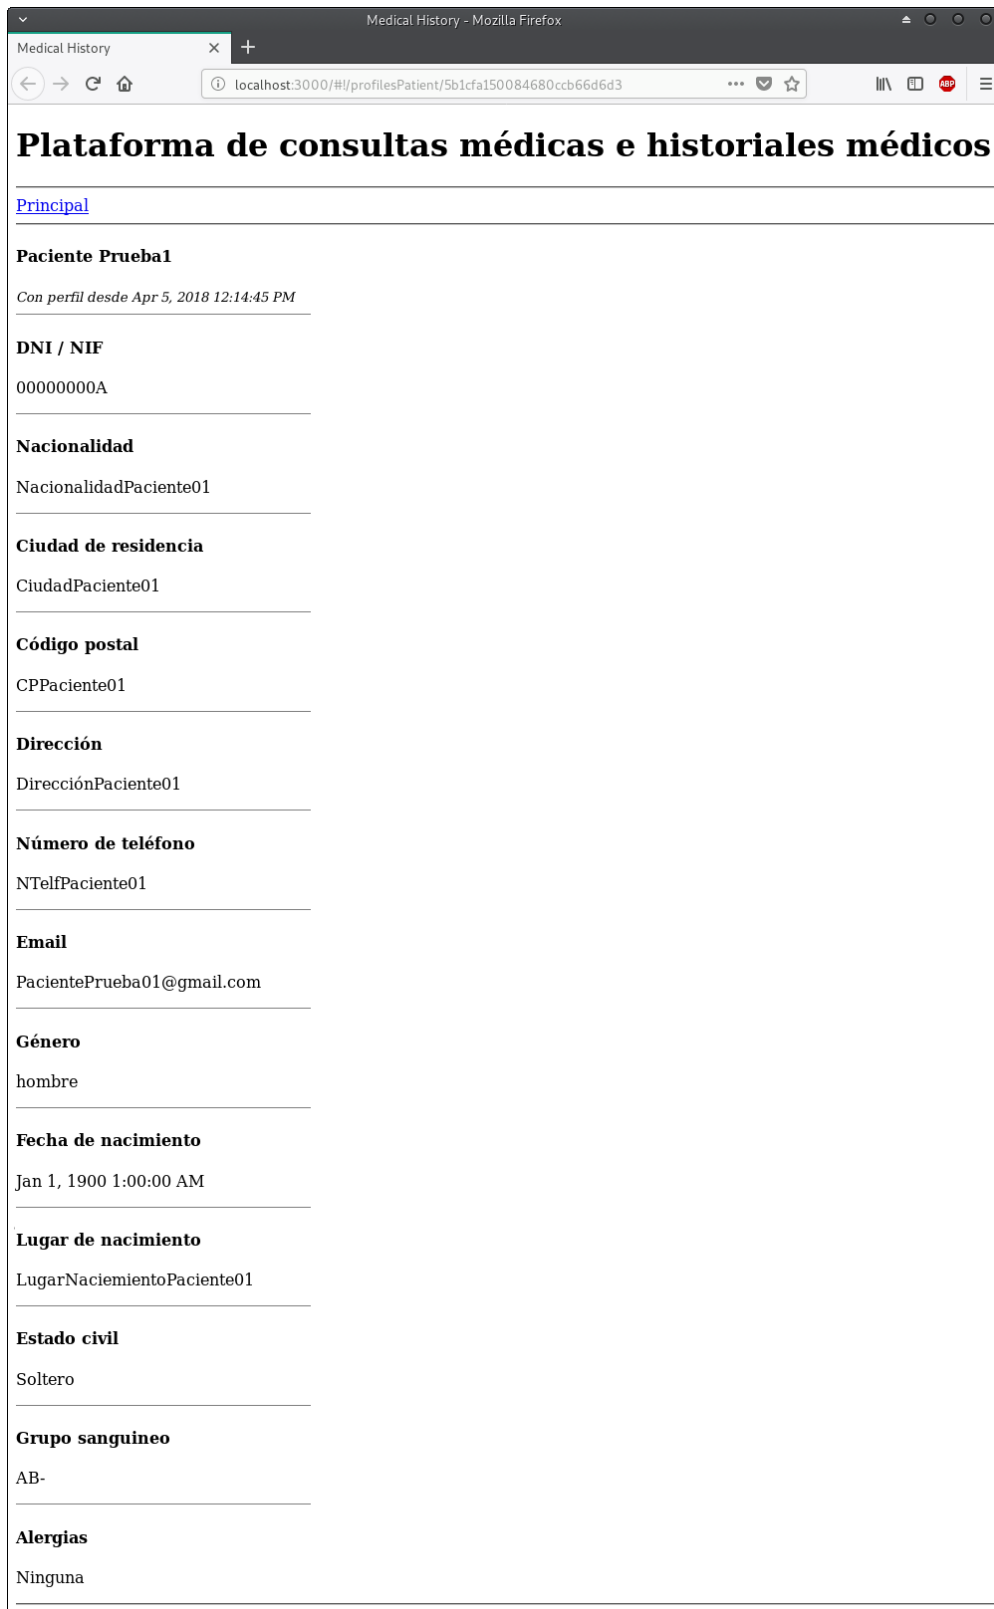 Medical History - Mozilla Firefox
Medical History
localhost:3000/#!/profilesPatient/5b1cfa150084680ccb66d6d3
ABP
Plataforma de consultas médicas e historiales médicos
Principal
Paciente Prueba1
Con perfil desde Apr 5, 2018 12:14:45 PM
DNI / NIF
00000000A
Nacionalidad
NacionalidadPaciente01
Ciudad de residencia
CiudadPaciente01
Código postal
CPPaciente01
Dirección
DirecciónPaciente01
Número de teléfono
NTelfPaciente01
Email
PacientePrueba01@gmail.com
Género
hombre
Fecha de nacimiento
Jan 1, 1900 1:00:00 AM
Lugar de nacimiento
LugarNaciemientoPaciente01
Estado civil
Soltero
Grupo sanguineo
AB-
Alergias
Ninguna